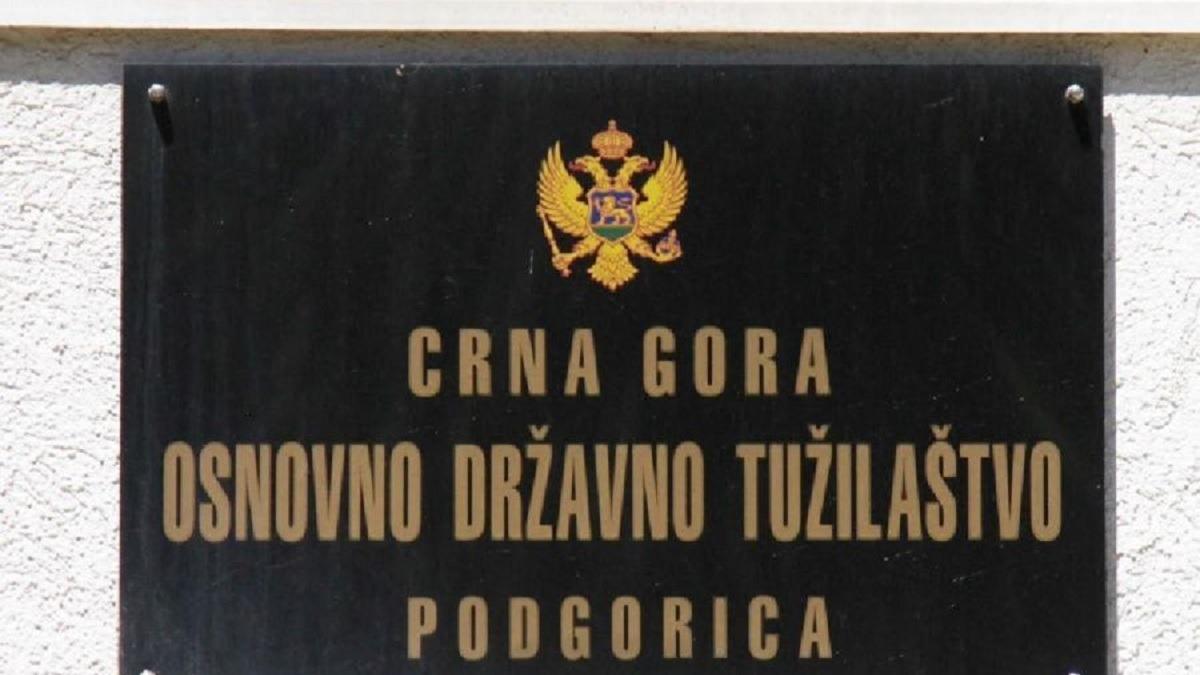 CRNA GORA
OSNOVNO DRŽAVNO TUŽILAŠTVO
PODGORICA